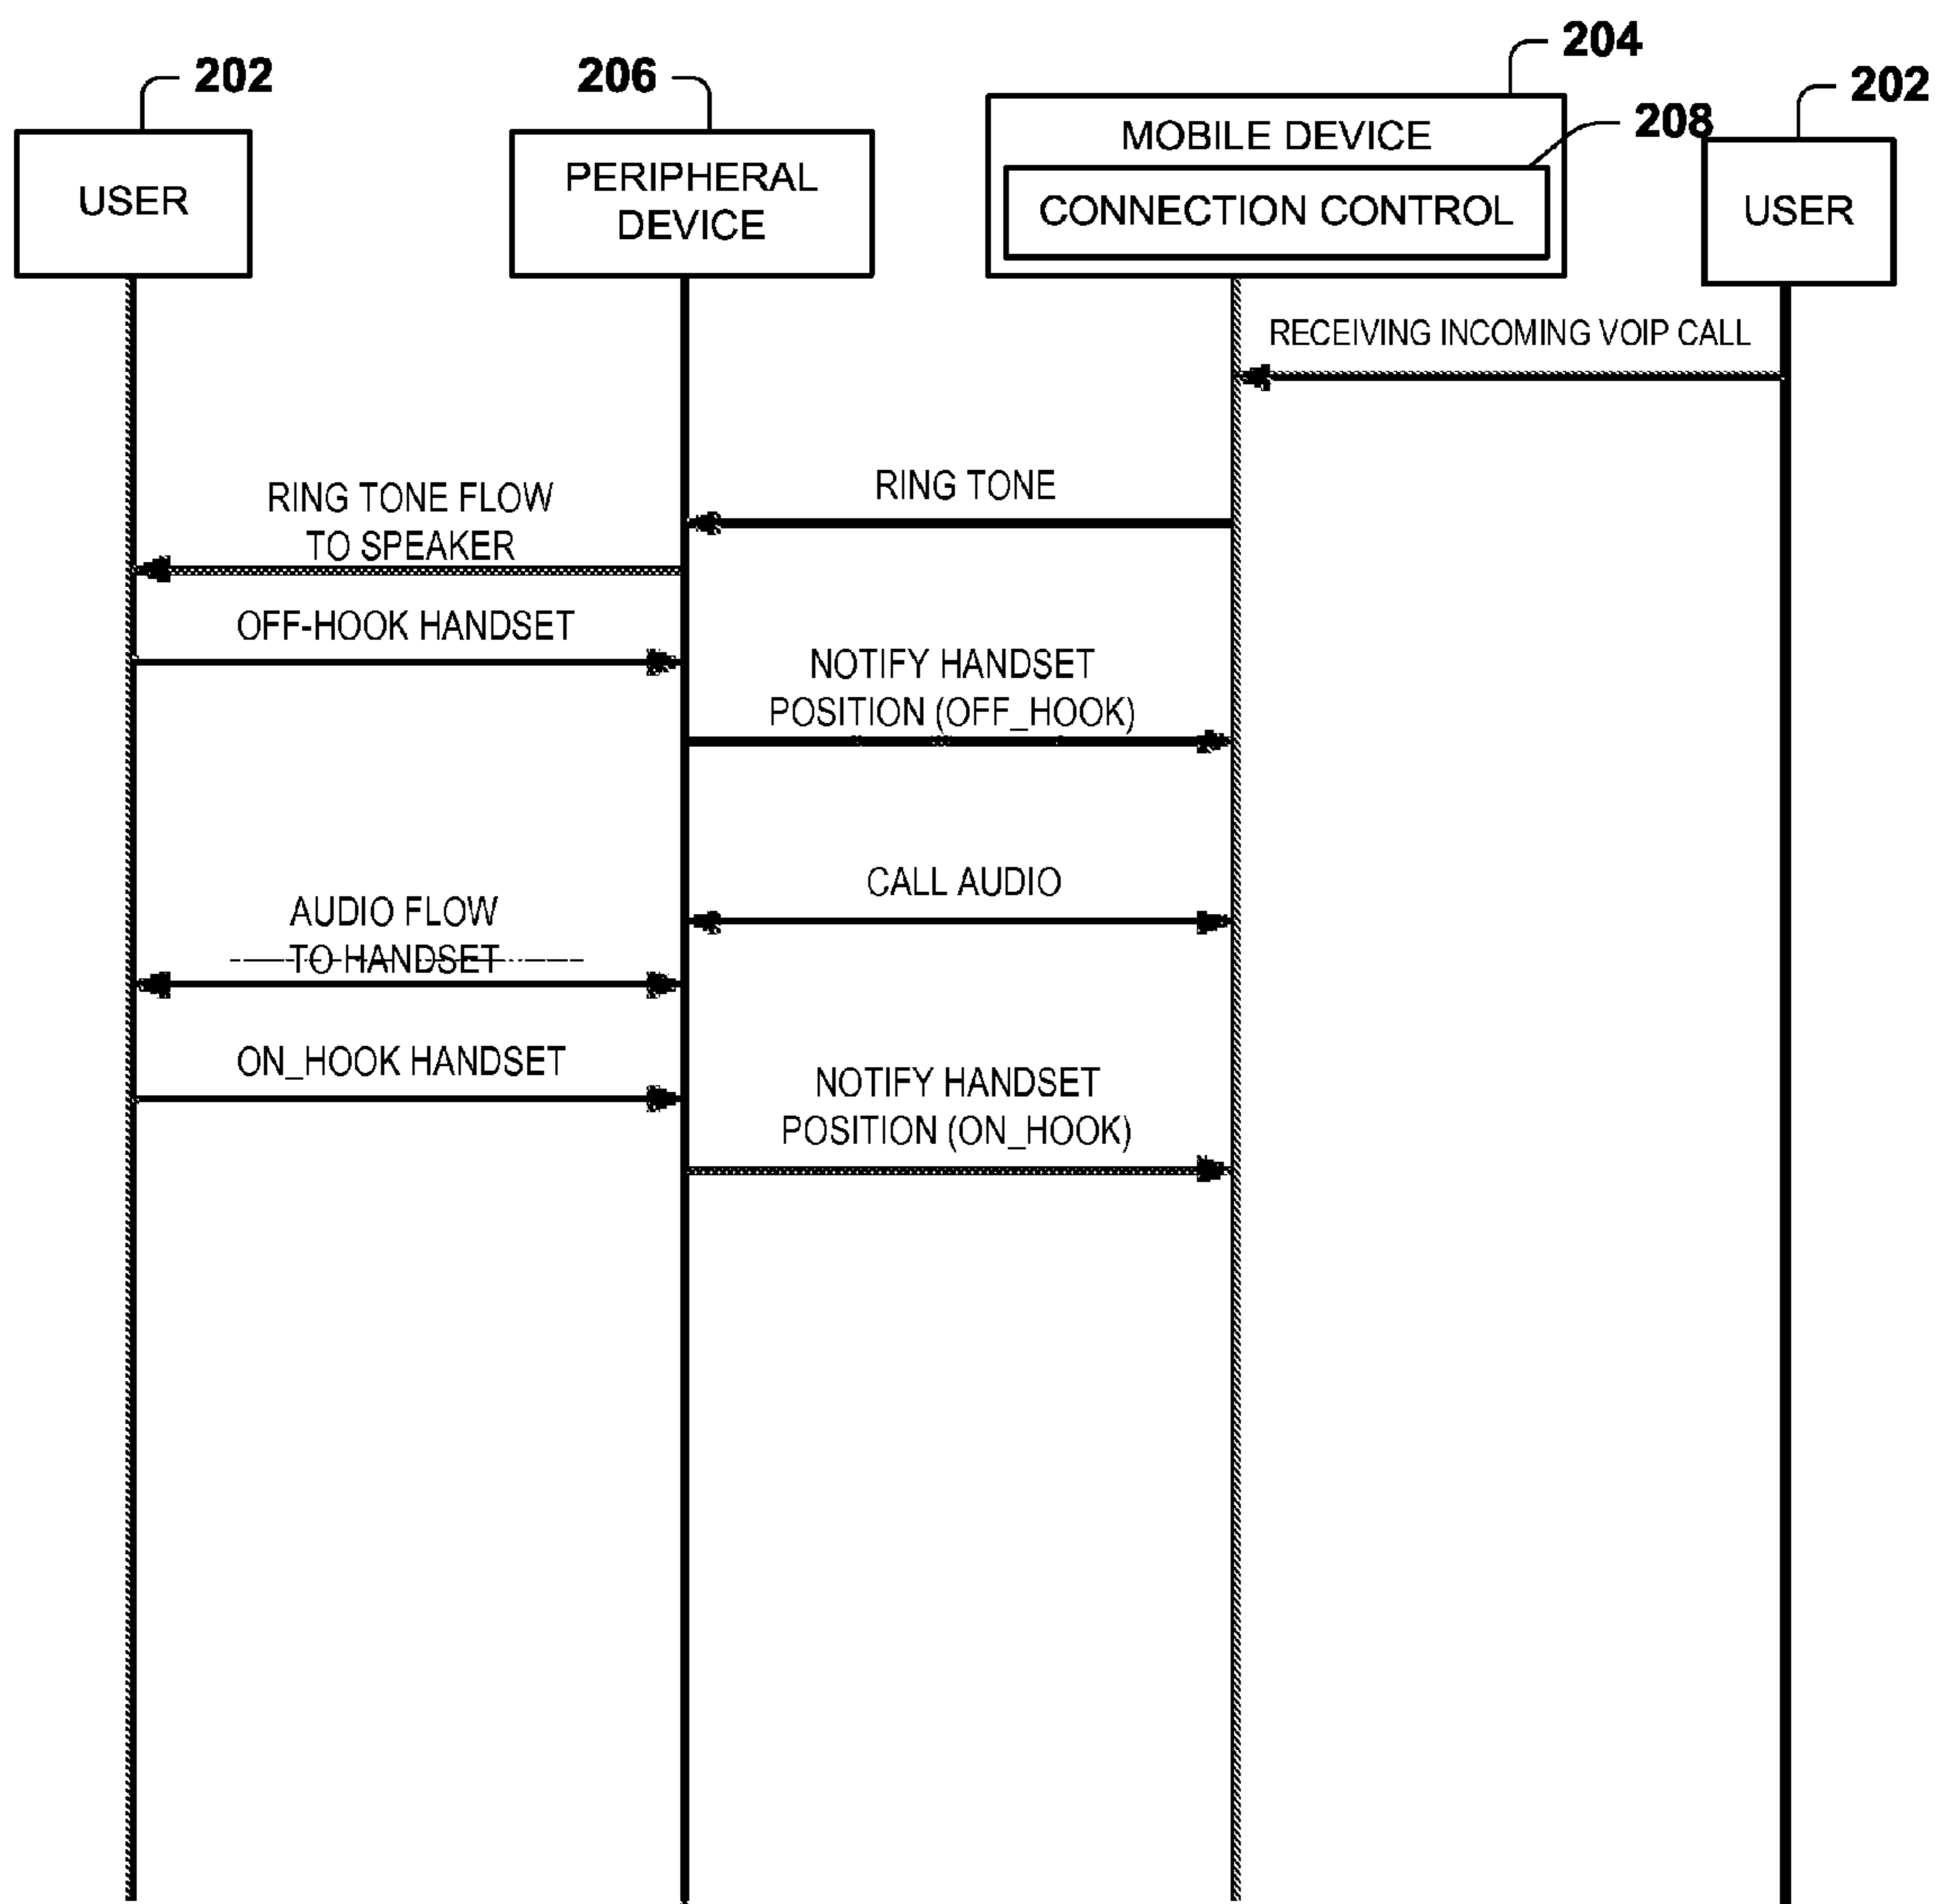 204
202
206
202
MOBILE DEVICE
208
PERIPHERAL
DEVICE
USER
CONNECTION CONTROL
USER
RECEIVING INCOMING VOIP CALL
RING TONE
RING TONE FLOW
TO SPEAKER
OFF-HOOK HANDSET
NOTIFY HANDSET
POSITION (OFF_HOOK)
CALL AUDIO
AUDIO FLOW
TO HANDSET
ON_HOOK HANDSET
NOTIFY HANDSET
POSITION (ON_HOOK)